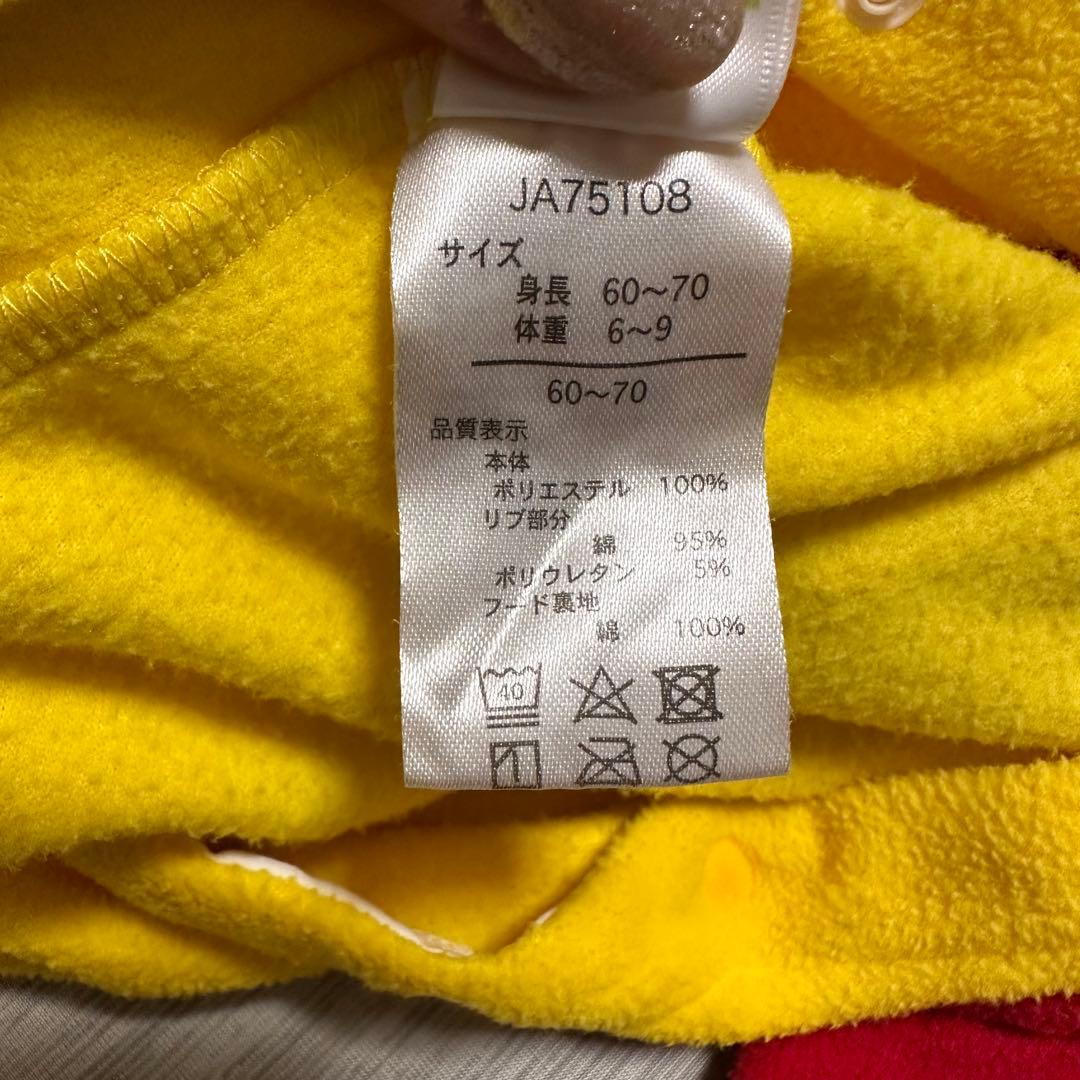 JA75108
サイズ
身長 60～70
体重 6～9
60～70
品質表示
本体
ポリエステル 100%
リブ部分
綿 95%
ポリウレタン 5%
フード裏地
綿 100%
40